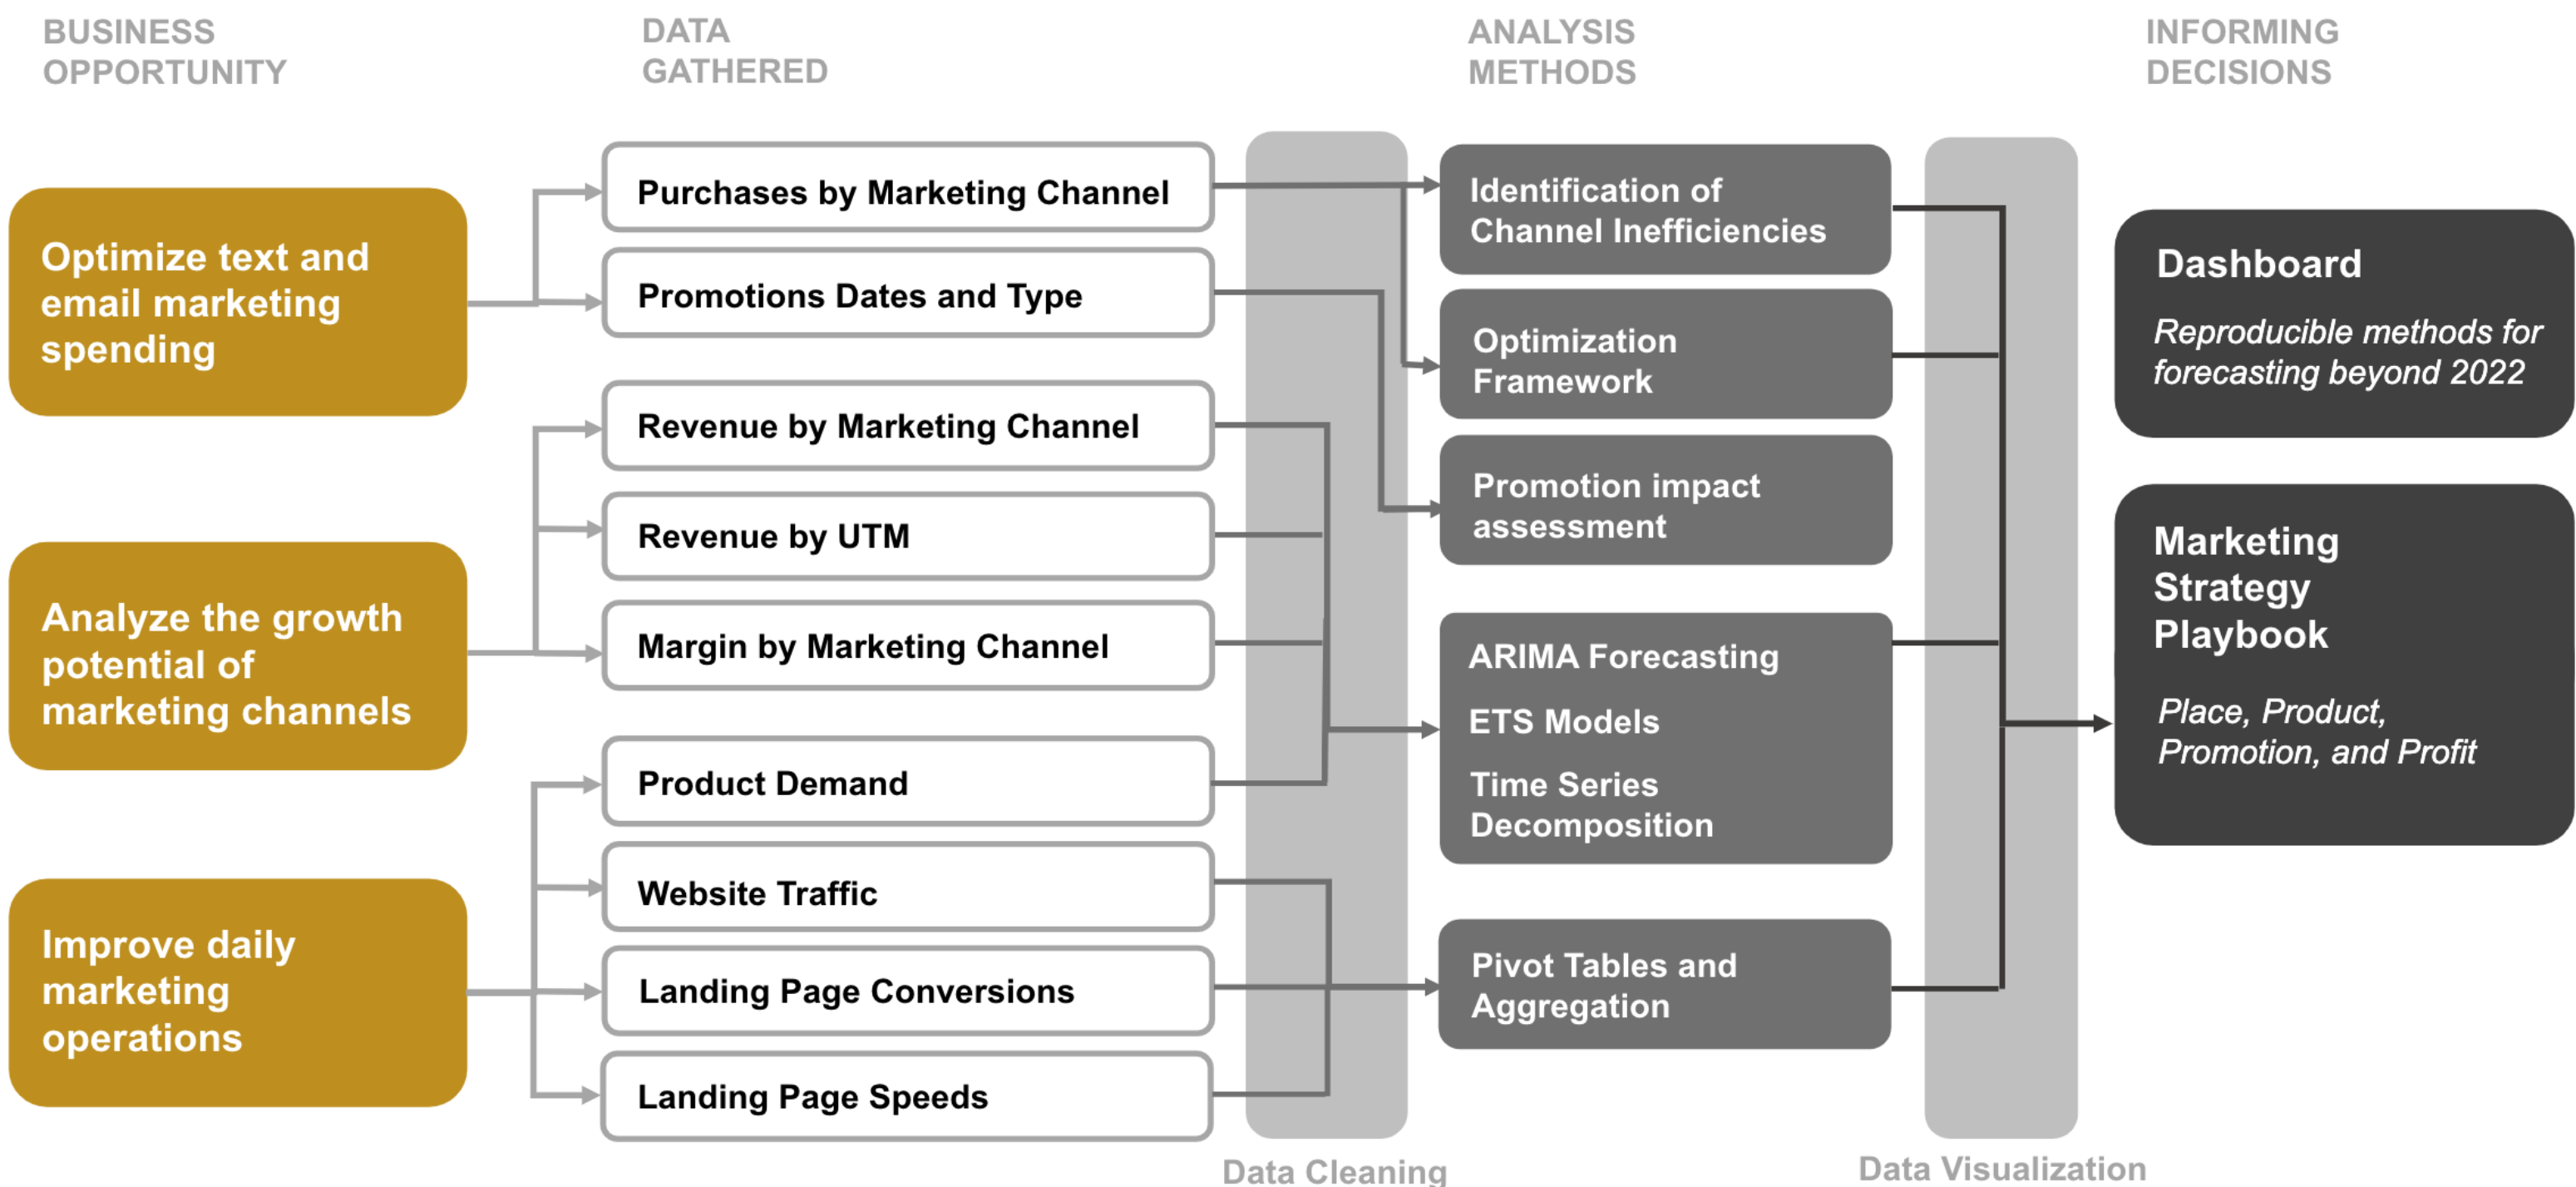 BUSINESS
OPPORTUNITY
DATA
GATHERED
ANALYSIS
METHODS
INFORMING
DECISIONS
Optimize text and
email marketing
spending
Analyze the growth
potential of
marketing channels
Improve daily
marketing
operations
Purchases by Marketing Channel
Promotions Dates and Type
Revenue by Marketing Channel
Revenue by UTM
Margin by Marketing Channel
Product Demand
Website Traffic
Landing Page Conversions
Landing Page Speeds
Data Cleaning
Identification of
Channel Inefficiencies
Optimization
Framework
Promotion impact
assessment
ARIMA Forecasting
ETS Models
Time Series
Decomposition
Pivot Tables and
Aggregation
Data Visualization
Dashboard
Reproducible methods for
forecasting beyond 2022
Marketing
Strategy
Playbook
Place, Product,
Promotion, and Profit